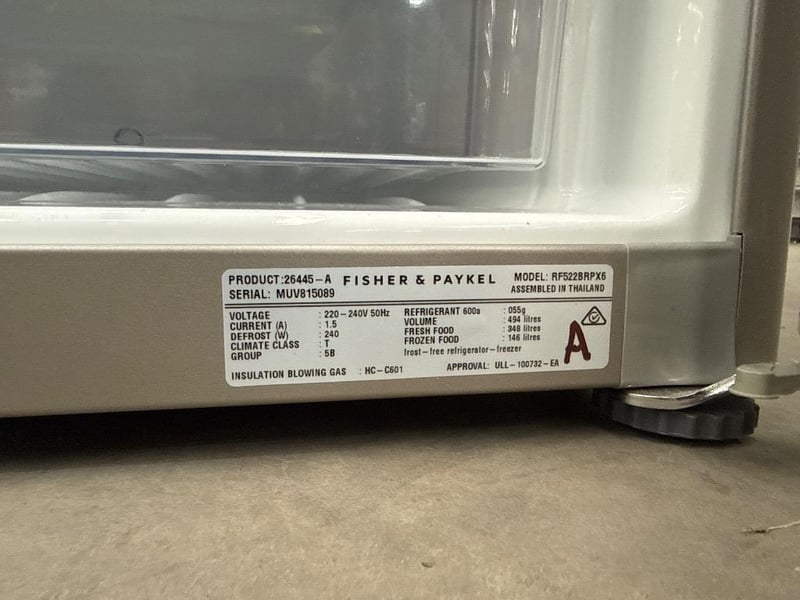 PRODUCT:26445-A FISHER & PAYKEL MODEL: RF522BRPX6
SERIAL: MUV815089 ASSEMBLED IN THAILAND
VOLTAGE : 220-240V 50Hz
CURRENT (A) : 1.5
DEFROST (W) : 240
CLIMATE CLASS : T
GROUP : 5B
REFRIGERANT 600a : 055g
VOLUME : 494 litres
FRESH FOOD : 348 litres
FROZEN FOOD : 146 litres
frost-free refrigerator-freezer
A
INSULATION BLOWING GAS : HC-C601 APPROVAL: ULL-100732-EA